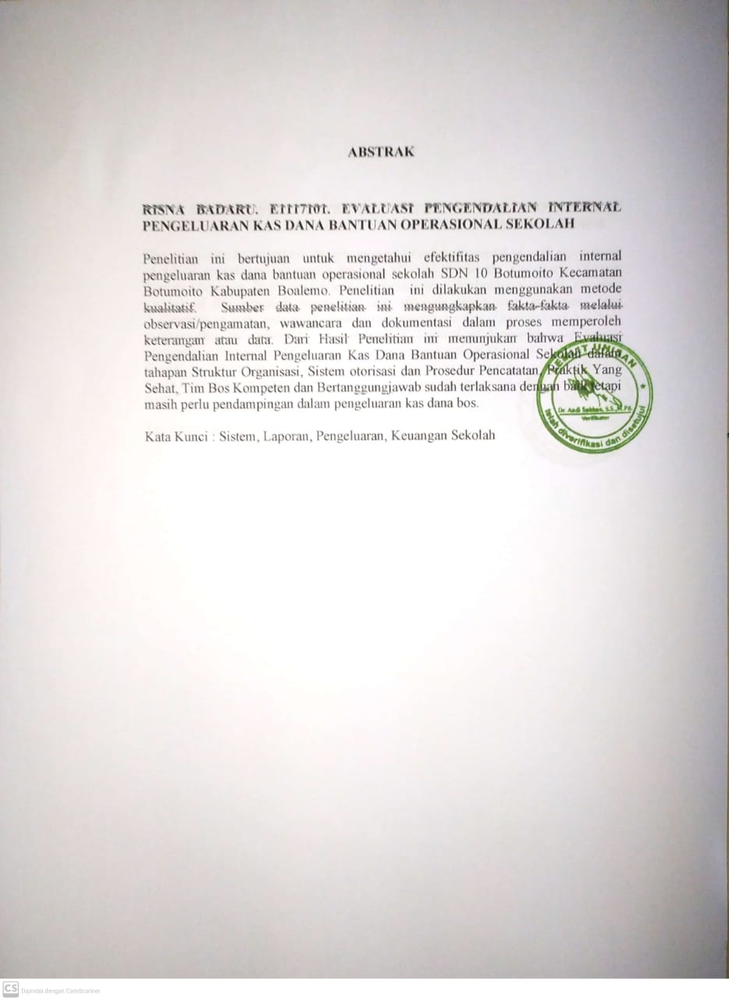 ABSTRAK
RISNA BADARU. E1117101. EVALUASI PENGENDALIAN INTERNAL
PENGELUARAN KAS DANA BANTUAN OPERASIONAL SEKOLAH
Penelitian ini bertujuan untuk mengetahui efektifitas pengendalian internal
pengeluaran kas dana bantuan operasional sekolah SDN 10 Botumoito Kecamatan
Botumoito Kabupaten Boalemo. Penelitian ini dilakukan menggunakan metode
kualitatif. Sumber data penelitian ini mengungkapkan fakta-fakta melalui
observasi/pengamatan, wawancara dan dokumentasi dalam proses memperoleh
keterangan atau data. Dari Hasil Penelitian ini menunjukan bahwa Evaluasi
Pengendalian Internal Pengeluaran Kas Dana Bantuan Operasional Sekolah dalam
tahapan Struktur Organisasi, Sistem otorisasi dan Prosedur Pencatatan, Praktik Yang
Sehat, Tim Bos Kompeten dan Bertanggungjawab sudah terlaksana dengan baik tetapi
masih perlu pendampingan dalam pengeluaran kas dana bos.
Kata Kunci : Sistem, Laporan, Pengeluaran, Keuangan Sekolah
Verifikator
telah diverifikasi dan disetujui
CS Dipindai dengan CamScanner